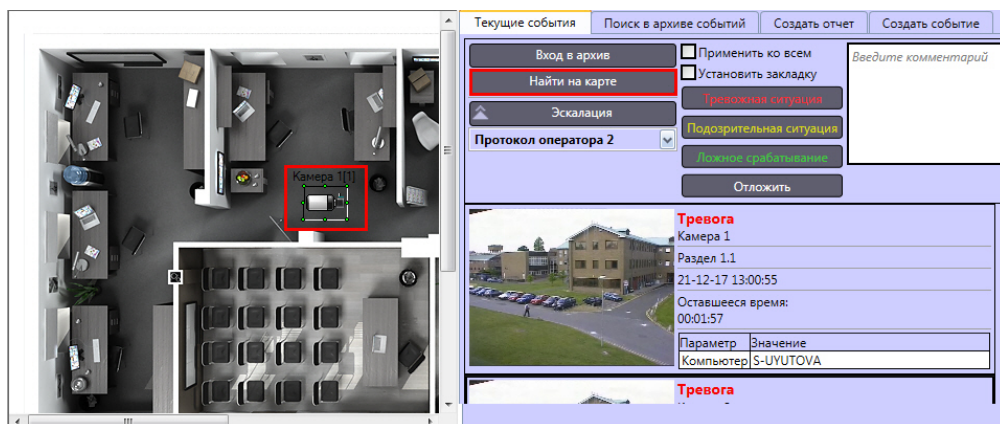 Текущие события
Поиск в архиве событий
Создать отчет
Создать событие
Вход в архив
Найти на карте
Эскалация
Протокол оператора 2
Применить ко всем
Установить закладку
Тревожная ситуация
Подозрительная ситуация
Ложное срабатывание
Отложить
Введите комментарий
Камера 1[1]
Тревога
Камера 1
Раздел 1.1
21-12-17 13:00:55
Оставшееся время:
00:01:57
Параметр Значение
Компьютер S-UYUTOVA
Тревога